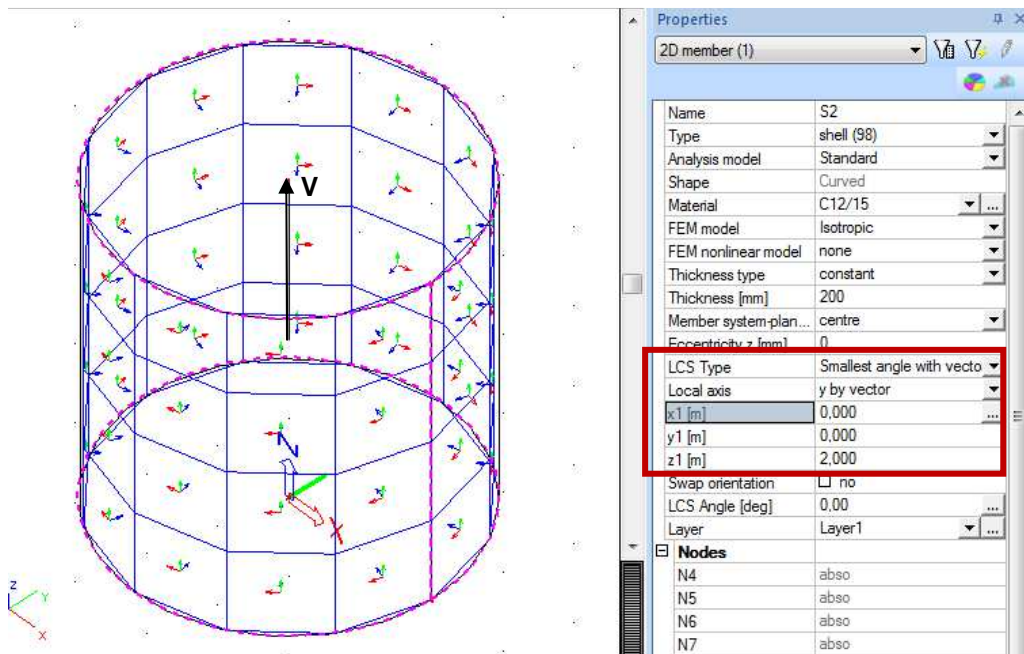 V
Z
X
Z
Y
X
Properties
2D member (1)
Name S2
Type shell (98)
Analysis model Standard
Shape Curved
Material C12/15 ...
FEM model Isotropic
FEM nonlinear model none
Thickness type constant
Thickness [mm] 200
Member system-plan... centre
Eccentricity z [mm] 0
LCS Type Smallest angle with vecto
Local axis y by vector
x1 [m] 0,000 ...
y1 [m] 0,000
z1 [m] 2,000
Swap orientation no
LCS Angle [deg] 0,00 ...
Layer Layer1 ...
Nodes
N4 abso
N5 abso
N6 abso
N7 abso